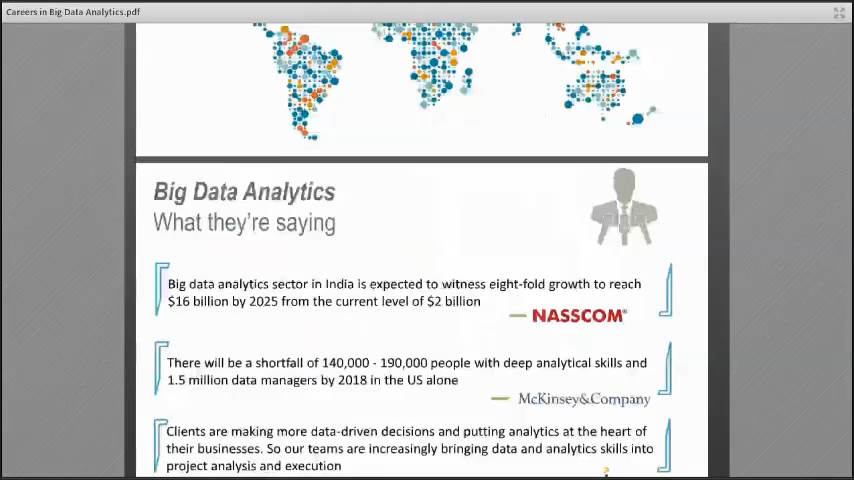 Careers in Big Data Analytics.pdf
Big Data Analytics
What they're saying
Big data analytics sector in India is expected to witness eight-fold growth to reach
$16 billion by 2025 from the current level of $2 billion
NASSCOM®
There will be a shortfall of 140,000 - 190,000 people with deep analytical skills and
1.5 million data managers by 2018 in the US alone
McKinsey&Company
Clients are making more data-driven decisions and putting analytics at the heart of
their businesses. So our teams are increasingly bringing data and analytics skills into
project analysis and execution